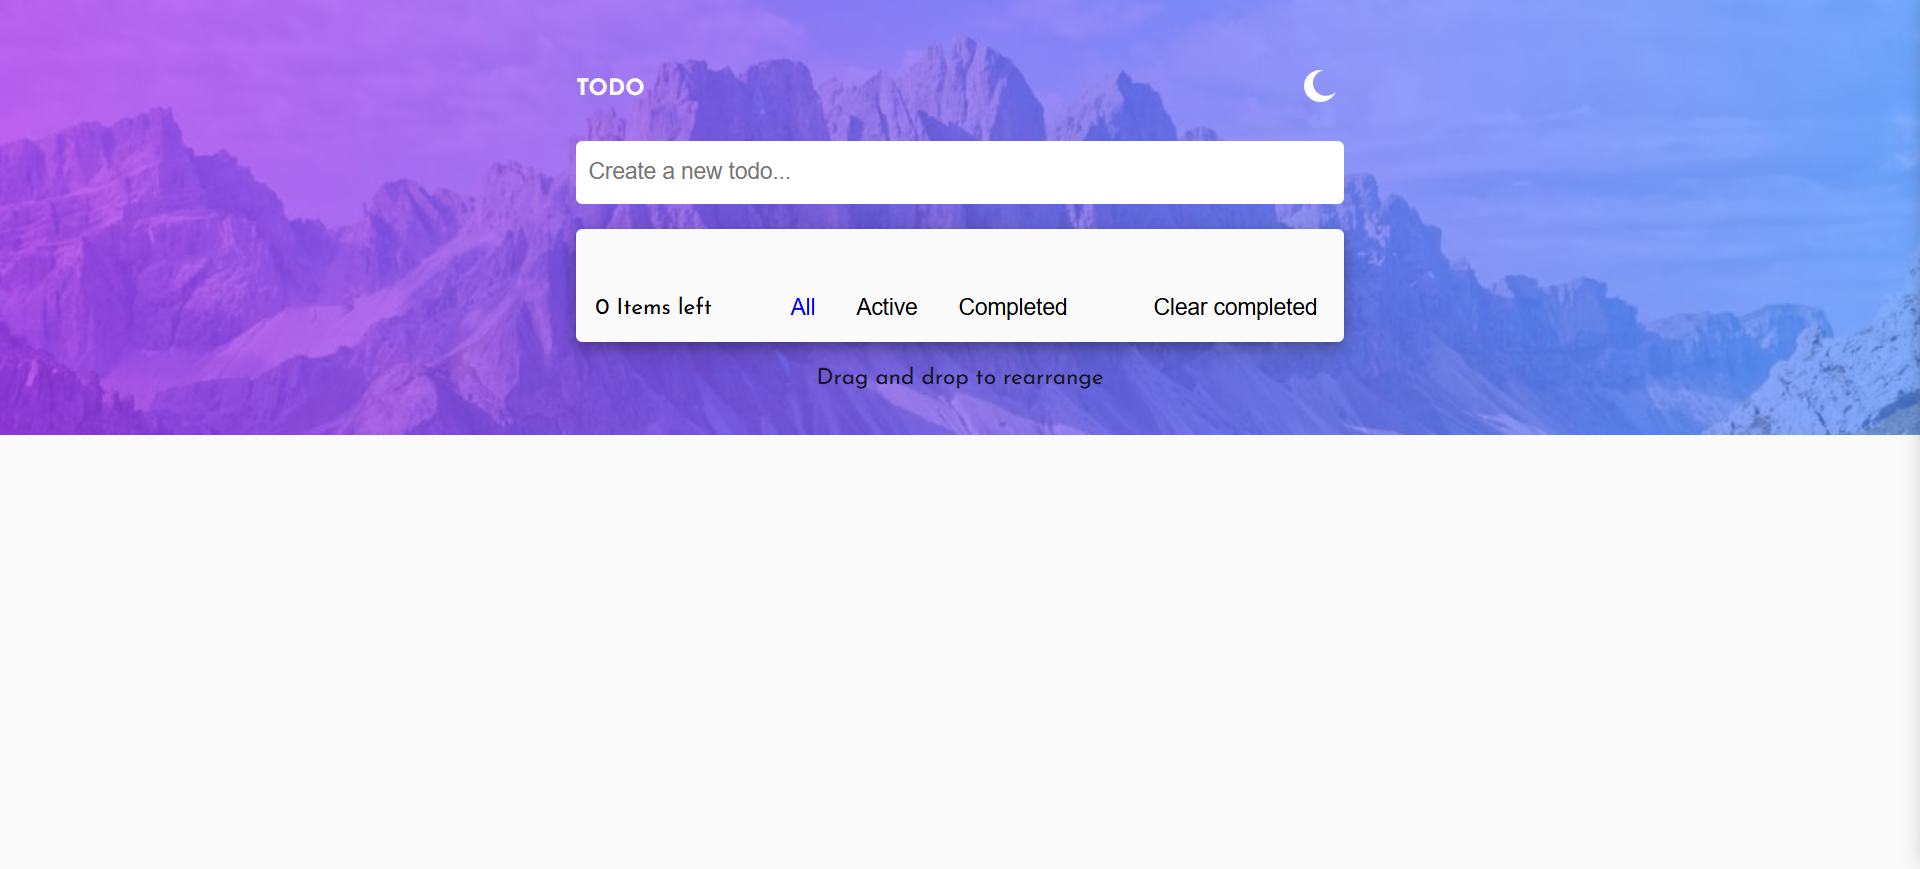 TODO
Create a new todo...
0 Items left All Active Completed Clear completed
Drag and drop to rearrange